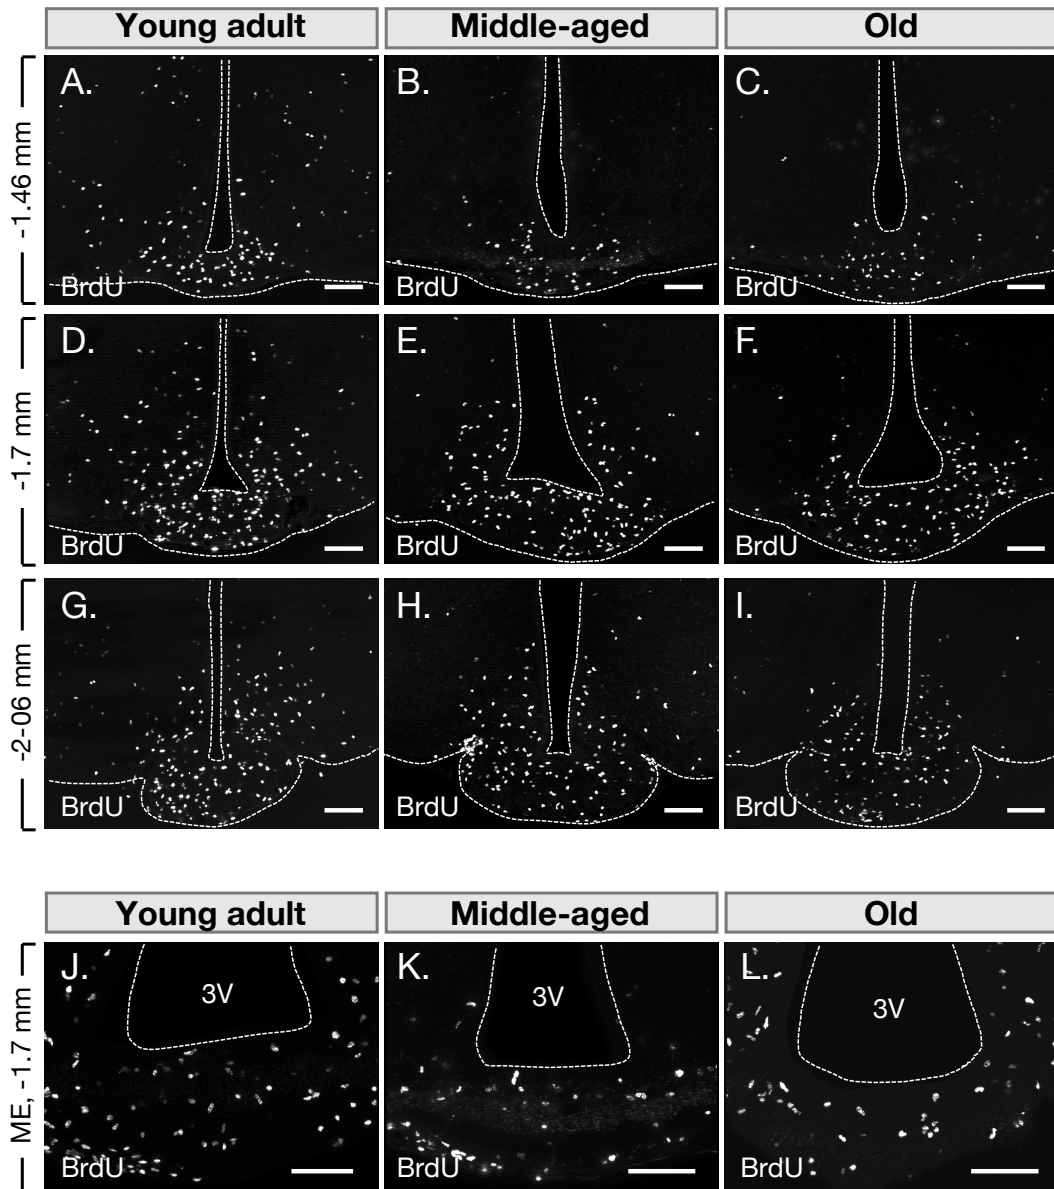 Young adult Middle-aged Old
-1.46 mm
A. B. C.
BrdU BrdU BrdU
-1.7 mm
D. E. F.
BrdU BrdU BrdU
-2-06 mm
G. H. I.
BrdU BrdU BrdU
Young adult Middle-aged Old
ME, -1.7 mm
J. K. L.
3V 3V 3V
BrdU BrdU BrdU